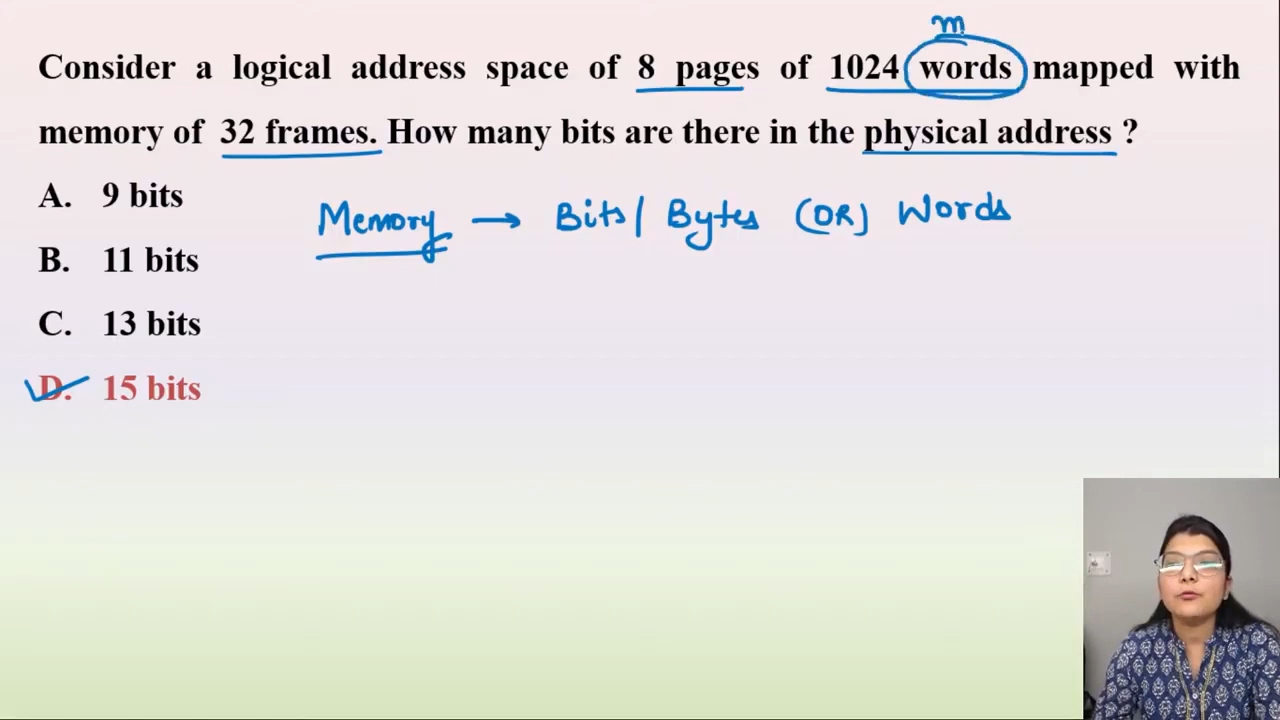 m
Consider a logical address space of 8 pages of 1024 words mapped with
memory of 32 frames. How many bits are there in the physical address ?
A. 9 bits
Memory → Bits/ Bytes (OR) Words
B. 11 bits
C. 13 bits
D. 15 bits